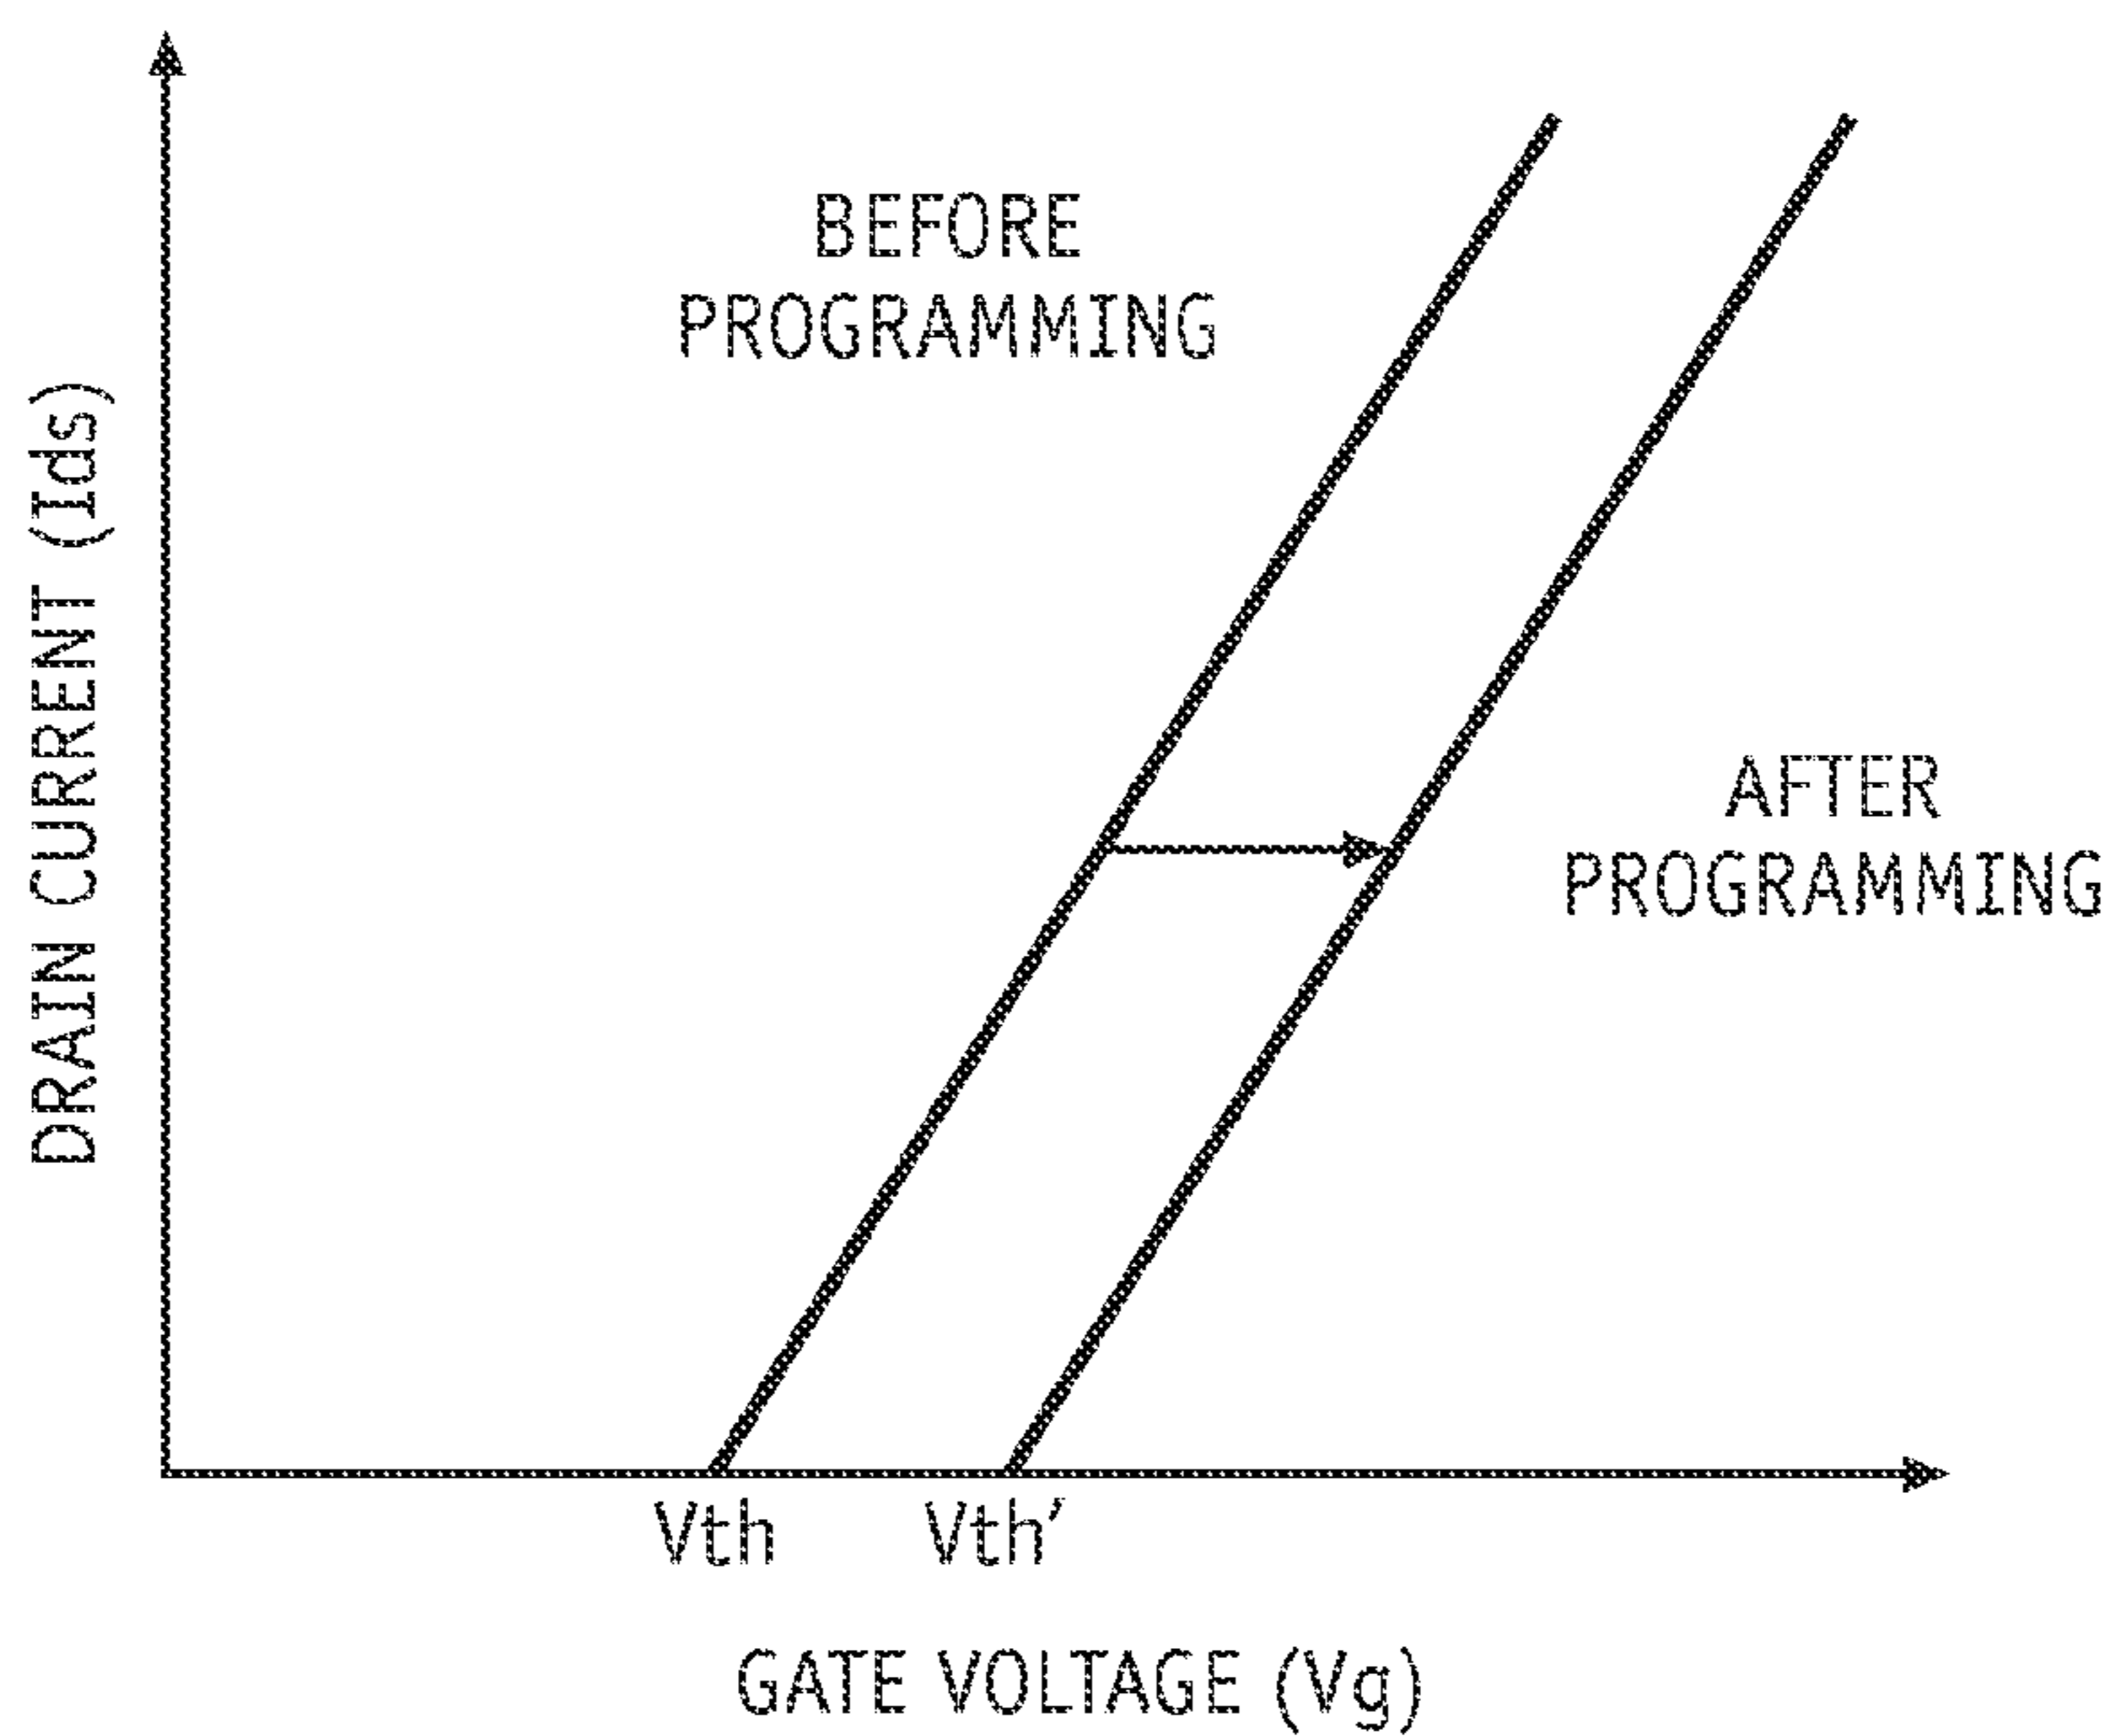 BEFORE
PROGRAMMING
DRAIN CURRENT (Ids)
AFTER
PROGRAMMING
Vth
Vth’
GATE VOLTAGE (Vg)